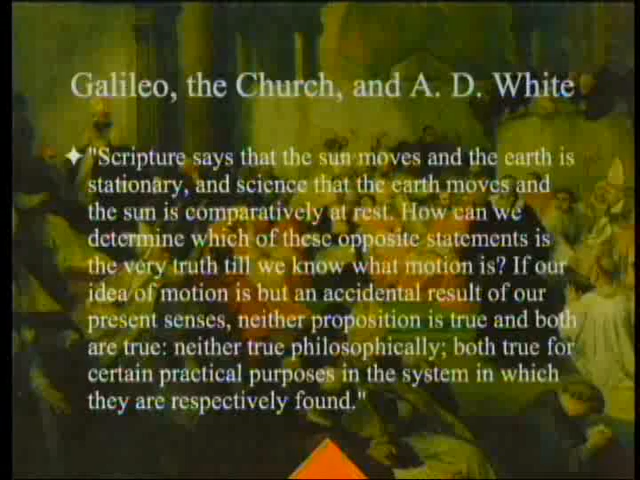 Galileo, the Church, and A. D. White
"Scripture says that the sun moves and the earth is
stationary, and science that the earth moves and
the sun is comparatively at rest. How can we
determine which of these opposite statements is
the very truth till we know what motion is? If our
idea of motion is but an accidental result of our
present senses, neither proposition is true and both
are true: neither true philosophically; both true for
certain practical purposes in the system in which
they are respectively found."